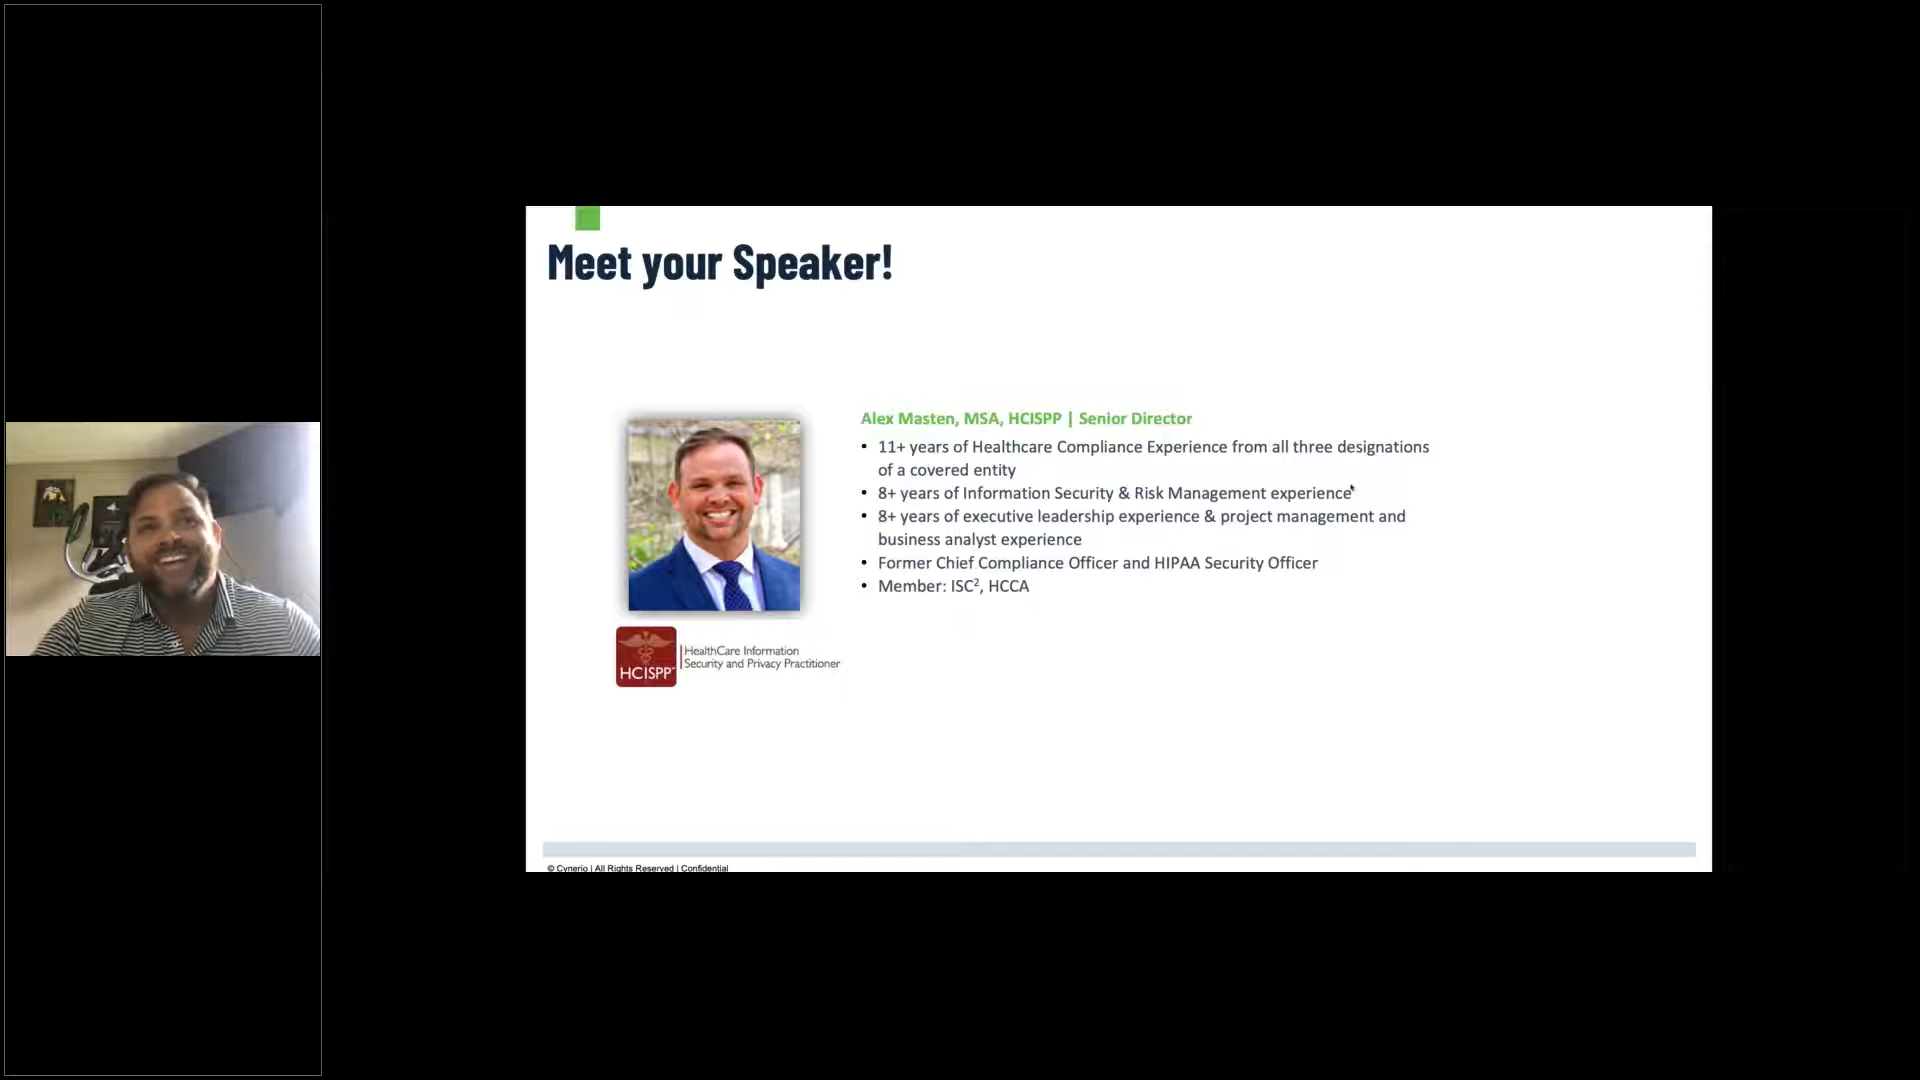 Meet your Speaker!
Alex Masten, MSA, HCISPP | Senior Director
• 11+ years of Healthcare Compliance Experience from all three designations
of a covered entity
• 8+ years of Information Security & Risk Management experience
• 8+ years of executive leadership experience & project management and
business analyst experience
• Former Chief Compliance Officer and HIPAA Security Officer
• Member: ISC², HCCA
HCISPP
HealthCare Information
Security and Privacy Practitioner
© Cynerio | All Rights Reserved | Confidential